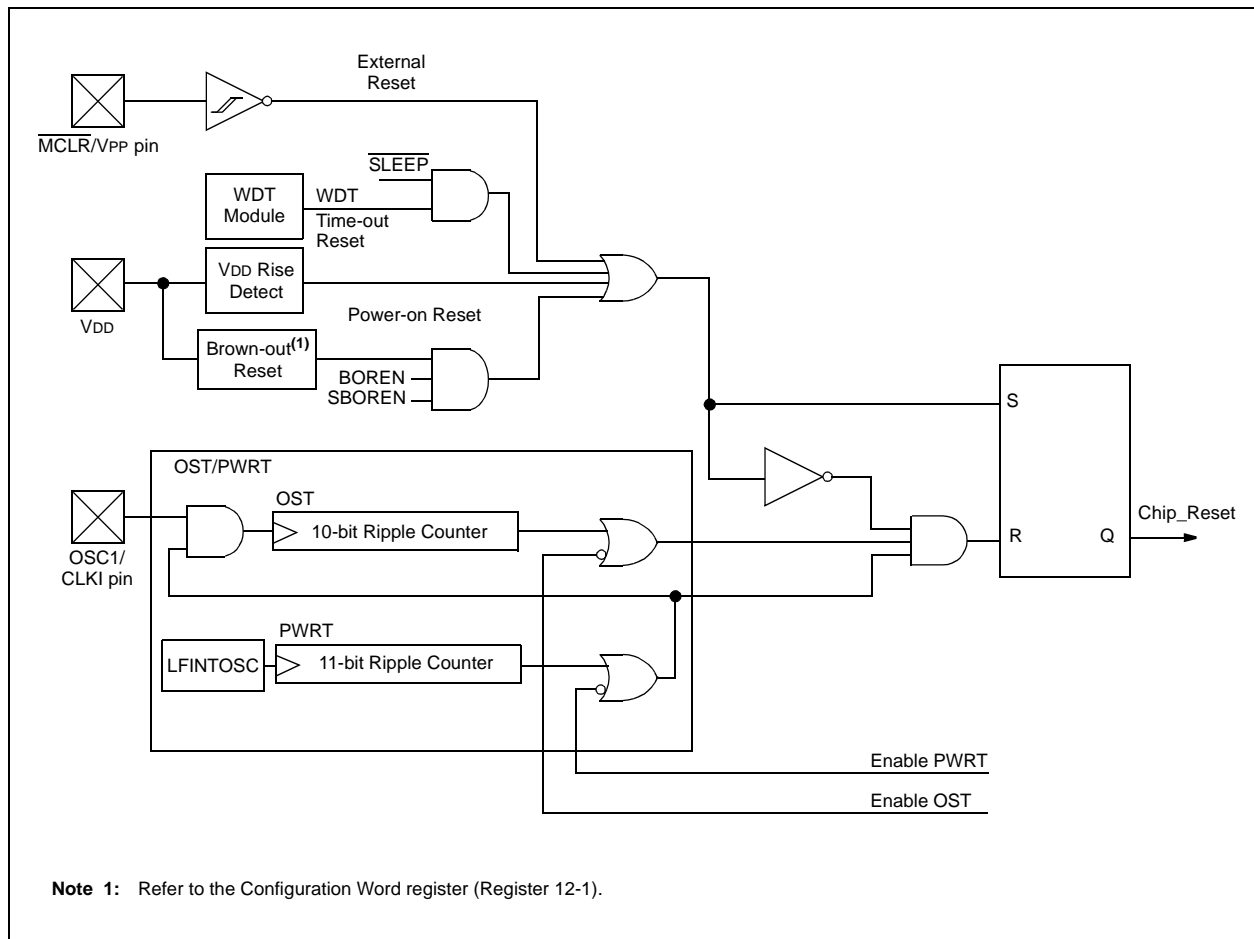 External
Reset
MCLR/VPP pin
SLEEP
WDT
Module
WDT
Time-out
Reset
VDD Rise
Detect
VDD
Power-on Reset
Brown-out(1)
Reset
BOREN
SBOREN
S
OST/PWRT
OST
10-bit Ripple Counter
OSC1/
CLKI pin
Chip_Reset
R
Q
PWRT
LFINTOSC
11-bit Ripple Counter
Enable PWRT
Enable OST
Note 1: Refer to the Configuration Word register (Register 12-1).